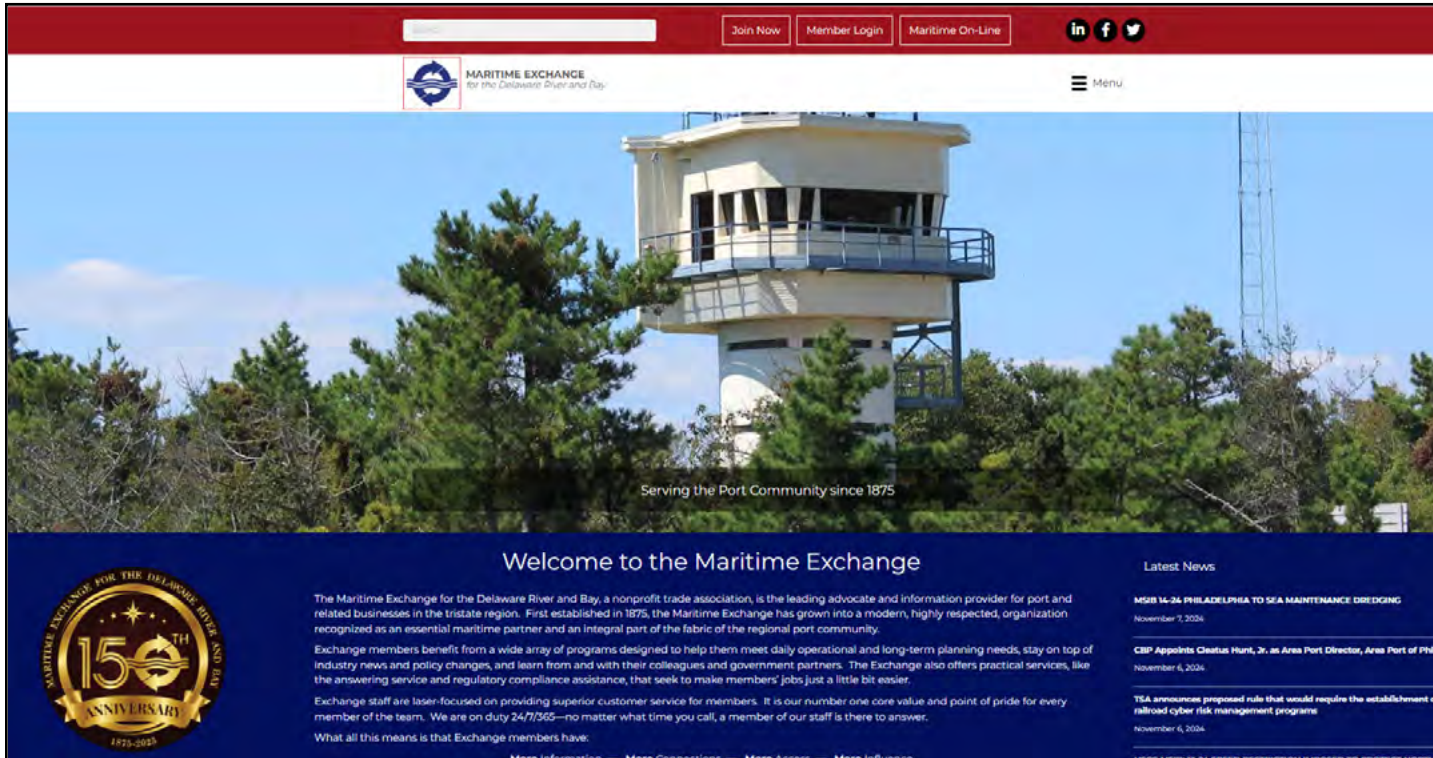 Join Now
Member Login
Maritime On-Line
MARITIME EXCHANGE
for the Delaware River and Bay
Menu
Serving the Port Community since 1875
MARITIME EXCHANGE FOR THE DELAWARE RIVER AND BAY
150TH
ANNIVERSARY
1875-2025
Welcome to the Maritime Exchange
The Maritime Exchange for the Delaware River and Bay, a nonprofit trade association, is the leading advocate and information provider for port and
related businesses in the tristate region. First established in 1875, the Maritime Exchange has grown into a modern, highly respected, organization
recognized as an essential maritime partner and an integral part of the fabric of the regional port community.
Exchange members benefit from a wide array of programs designed to help them meet daily operational and long-term planning needs, stay on top of
industry news and policy changes, and learn from and with their colleagues and government partners. The Exchange also offers practical services, like
the answering service and regulatory compliance assistance, that seek to make members' jobs just a little bit easier.
Exchange staff are laser-focused on providing superior customer service for members. It is our number one core value and point of pride for every
member of the team. We are on duty 24/7/365—no matter what time you call, a member of our staff is there to answer.
What all this means is that Exchange members have:
More Information More Connections More Access More Influence
Latest News
MSIB 14-24 PHILADELPHIA TO SEA MAINTENANCE DREDGING
November 7, 2024
CBP Appoints Cleatus Hunt, Jr. as Area Port Director, Area Port of Phi
November 6, 2024
TSA announces proposed rule that would require the establishment
railroad cyber risk management programs
November 6, 2024